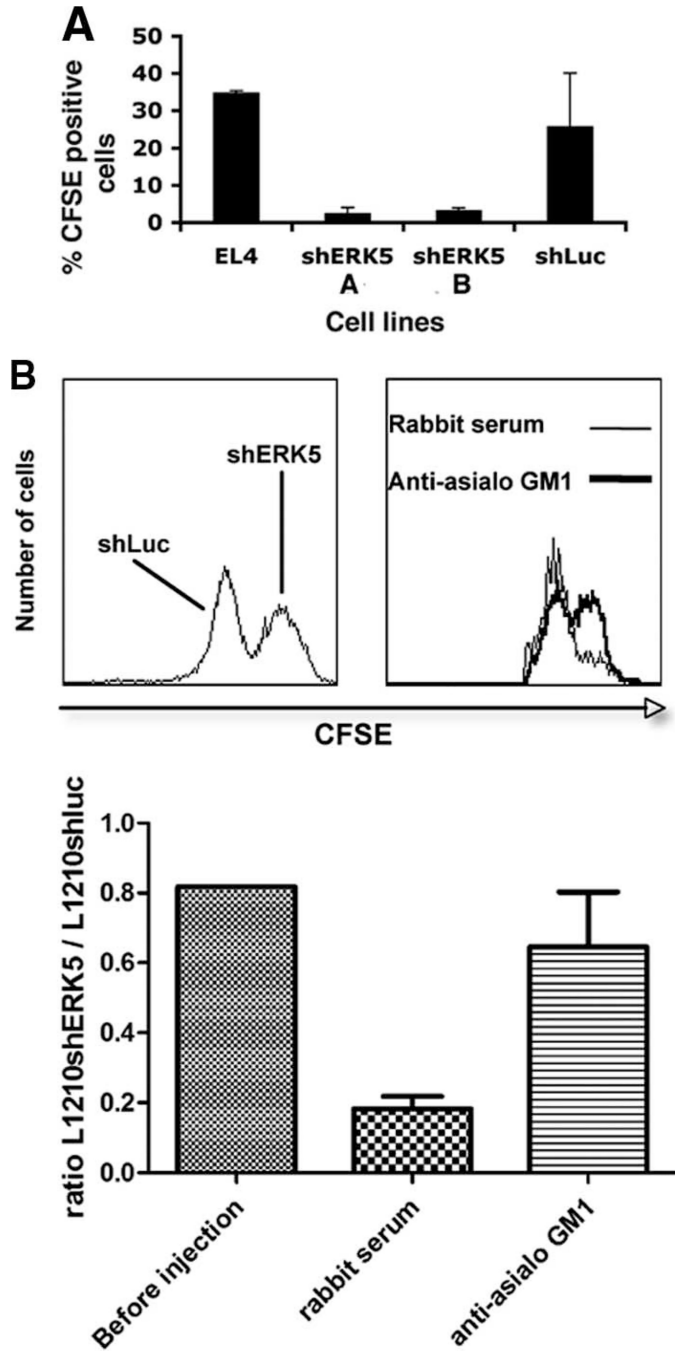 A
% CFSE positive
cells
50
40
30
20
10
0
EL4 shERK5 shERK5 shLuc
A B
Cell lines
B
Number of cells
shERK5
shLuc
Rabbit serum
Anti-asialo GM1
CFSE
ratio L1210shERK5 / L1210shluc
1.0
0.8
0.6
0.4
0.2
0.0
Before injection
rabbit serum
anti-asialo GM1